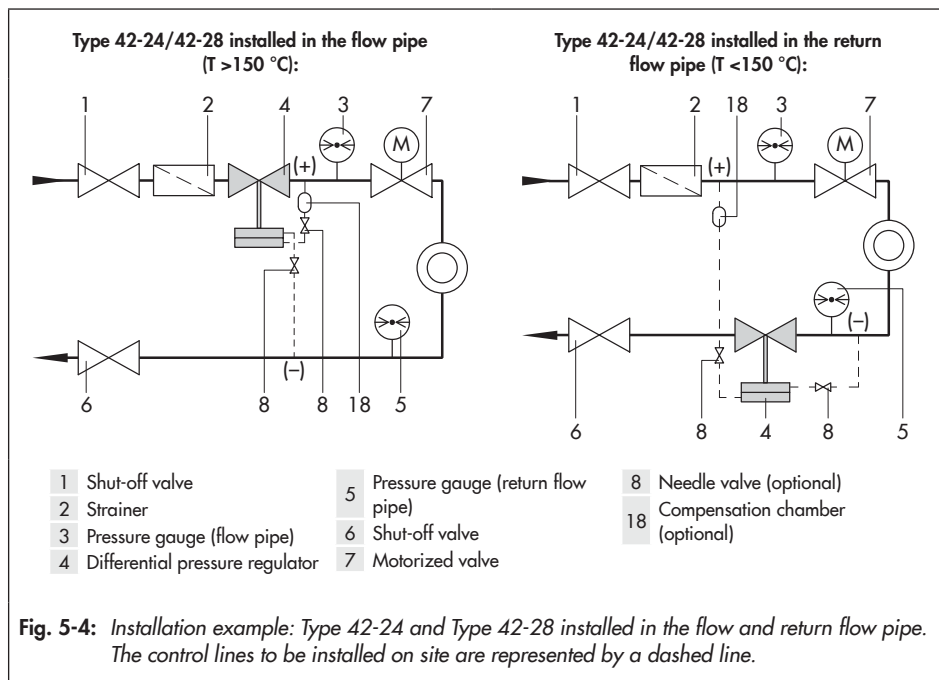 Type 42-24/42-28 installed in the flow pipe
(T >150 °C):
1 2 4 3 7
M
(+)
8
(–)
6 8 8 18 5
Type 42-24/42-28 installed in the return
flow pipe (T <150 °C):
1 2 18 3 7
M
(+)
(–)
6 8 4 8 5
1 Shut-off valve
2 Strainer
3 Pressure gauge (flow pipe)
4 Differential pressure regulator
5 Pressure gauge (return flow
pipe)
6 Shut-off valve
7 Motorized valve
8 Needle valve (optional)
18 Compensation chamber
(optional)
Fig. 5-4: Installation example: Type 42-24 and Type 42-28 installed in the flow and return flow pipe.
The control lines to be installed on site are represented by a dashed line.